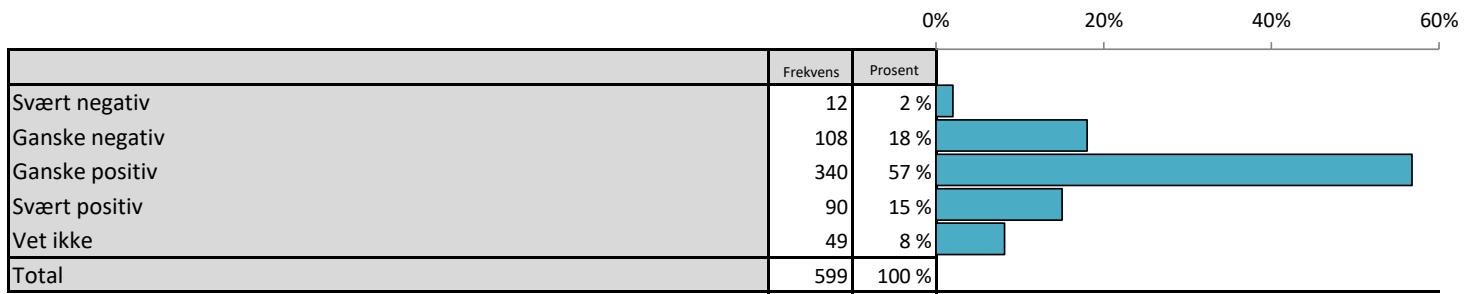 0% 20% 40% 60%
Frekvens Prosent
Svært negativ 12 2 %
Ganske negativ 108 18 %
Ganske positiv 340 57 %
Svært positiv 90 15 %
Vet ikke 49 8 %
Total 599 100 %